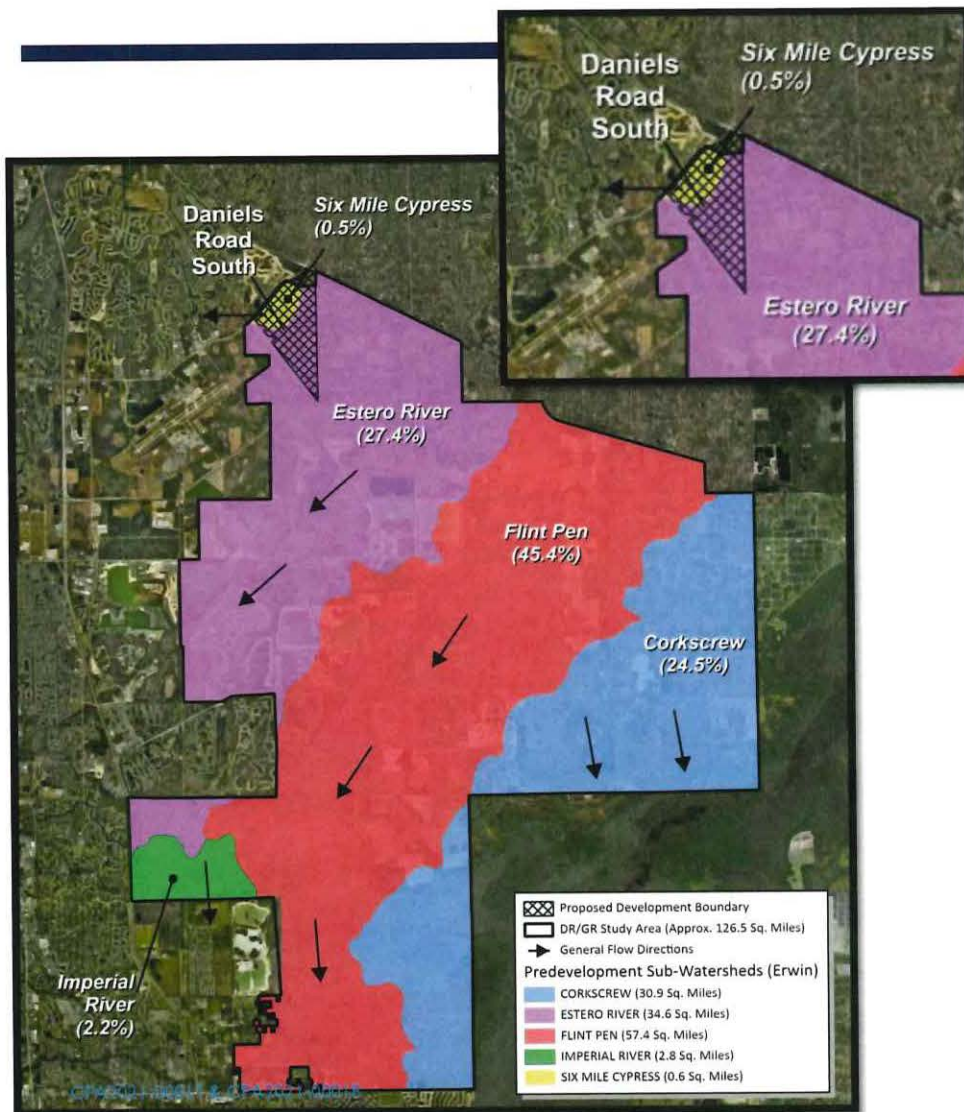 Six Mile Cypress
(0.5%)
Daniels
Road
South
Estero River
(27.4%)
Six Mile Cypress
(0.5%)
Daniels
Road
South
Estero River
(27.4%)
Flint Pen
(45.4%)
Corkscrew
(24.5%)
Imperial
River
(2.2%)
Proposed Development Boundary
DR/GR Study Area (Approx. 126.5 Sq. Miles)
General Flow Directions
Predevelopment Sub-Watersheds (Erwin)
CORKSCREW (30.9 Sq. Miles)
ESTERO RIVER (34.6 Sq. Miles)
FLINT PEN (57.4 Sq. Miles)
IMPERIAL RIVER (2.8 Sq. Miles)
SIX MILE CYPRESS (0.6 Sq. Miles)